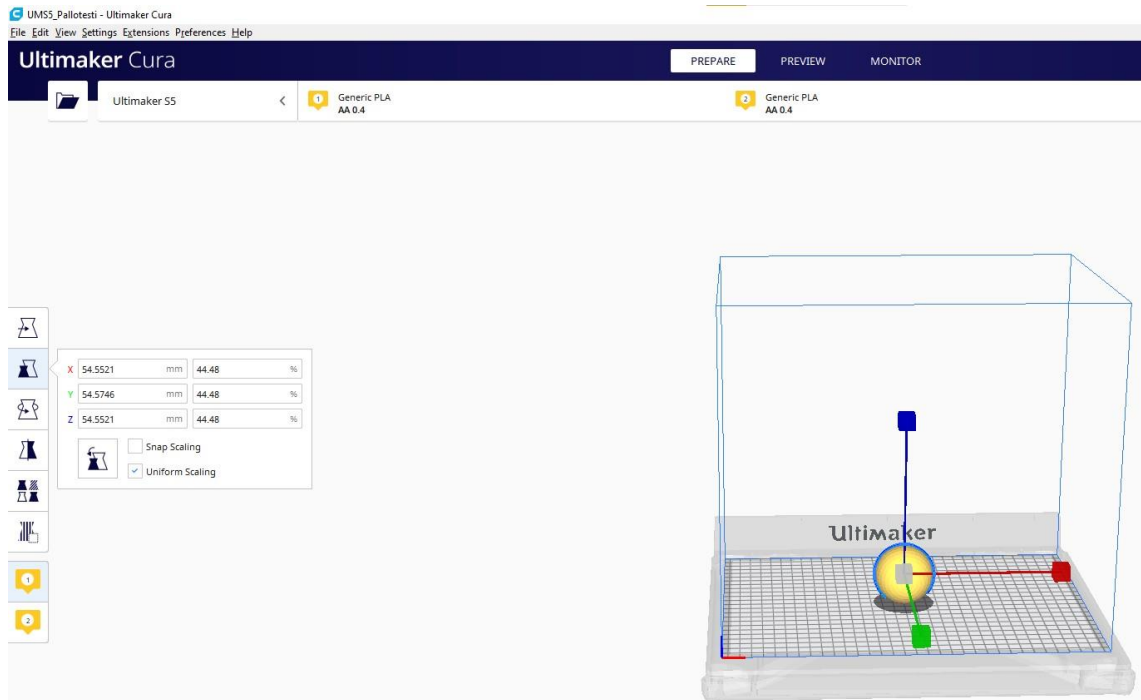 UMS5_Pallotesti - Ultimaker Cura
File Edit View Settings Extensions Preferences Help
Ultimaker Cura
PREPARE PREVIEW MONITOR
Ultimaker S5
1 Generic PLA
AA 0.4
2 Generic PLA
AA 0.4
X 54.5521 mm 44.48 %
Y 54.5746 mm 44.48 %
Z 54.5521 mm 44.48 %
Snap Scaling
Uniform Scaling
Ultimaker
1
2